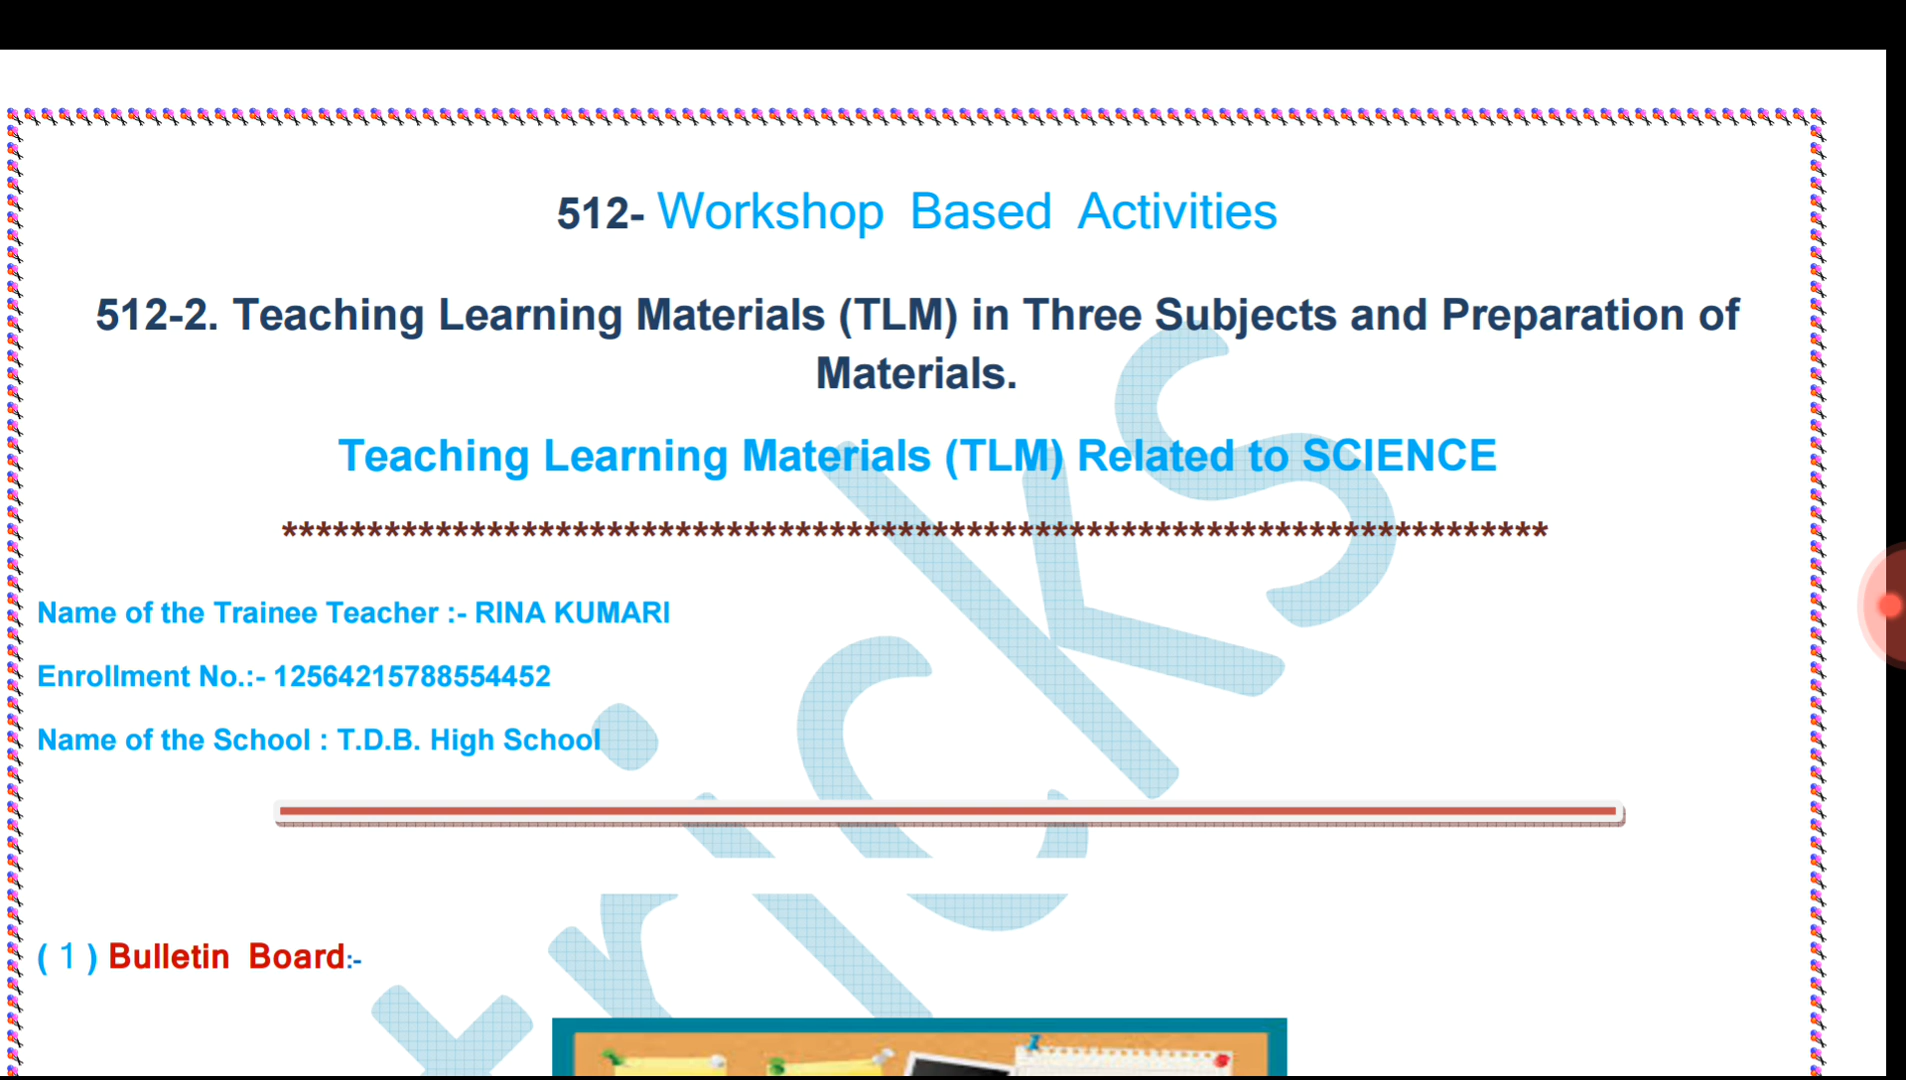 512- Workshop Based Activities
512-2. Teaching Learning Materials (TLM) in Three Subjects and Preparation of
Materials.
Teaching Learning Materials (TLM) Related to SCIENCE
**************************************************************************
Name of the Trainee Teacher :- RINA KUMARI
Enrollment No.:- 12564215788554452
Name of the School : T.D.B. High School
( 1 ) Bulletin Board:-
tricks